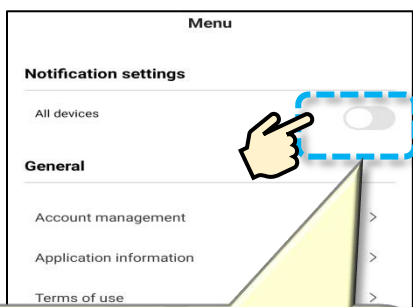 Menu
Notification settings
All devices
General
Account management
Application information
Terms of use